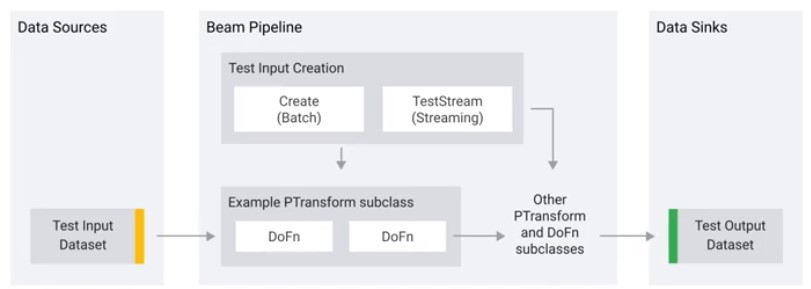 Data Sources
Beam Pipeline
Data Sinks
Test Input Creation
Create
(Batch)
TestStream
(Streaming)
Test Input
Dataset
Example PTransform subclass
DoFn
DoFn
Other
PTransform
and DoFn
subclasses
Test Output
Dataset